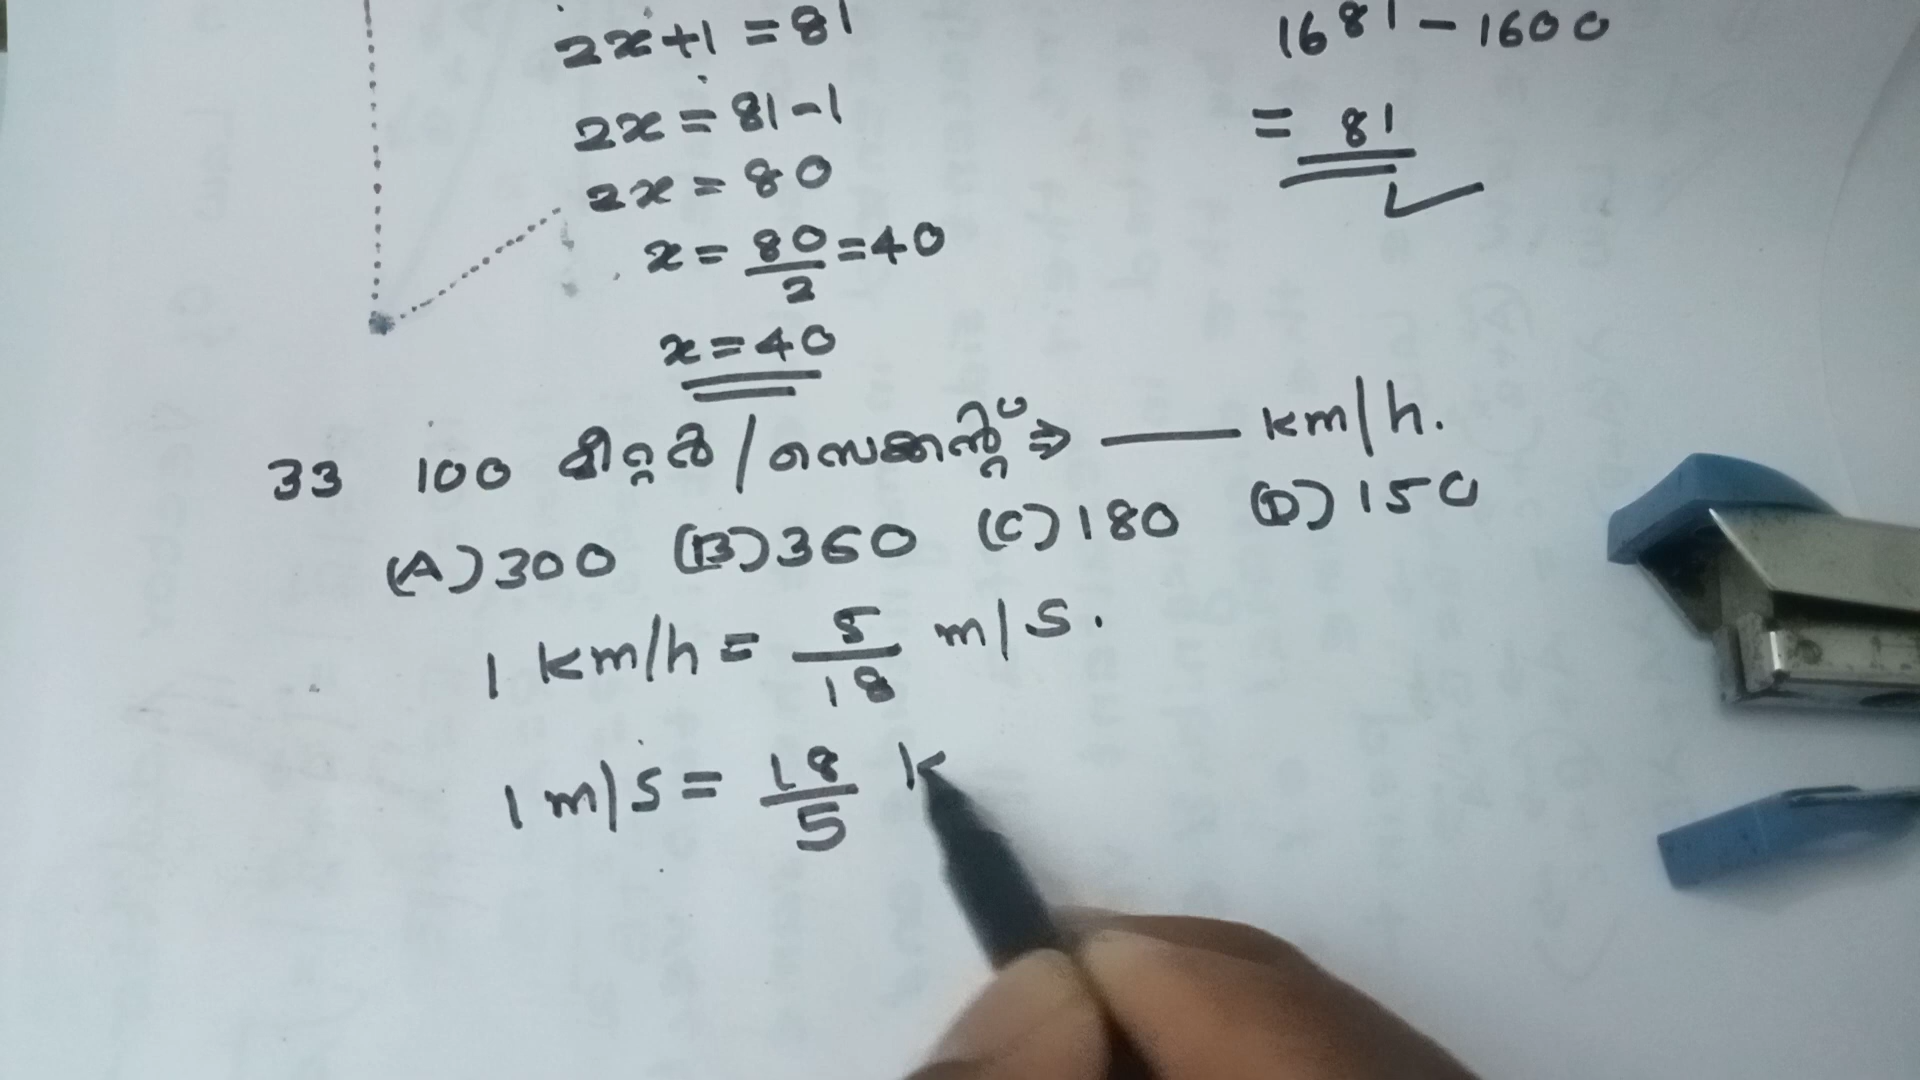 2x+1 = 81
2x = 81-1
2x = 80
x = 80/2 = 40
x = 40
1681 - 1600
= 81
33 100 മീറ്റർ / സെക്കന്റ് ⇒ —— km/h.
(A) 300 (B) 360 (C) 180 (D) 150
1 km/h = 5/18 m/s.
1 m/s = 18/5 k